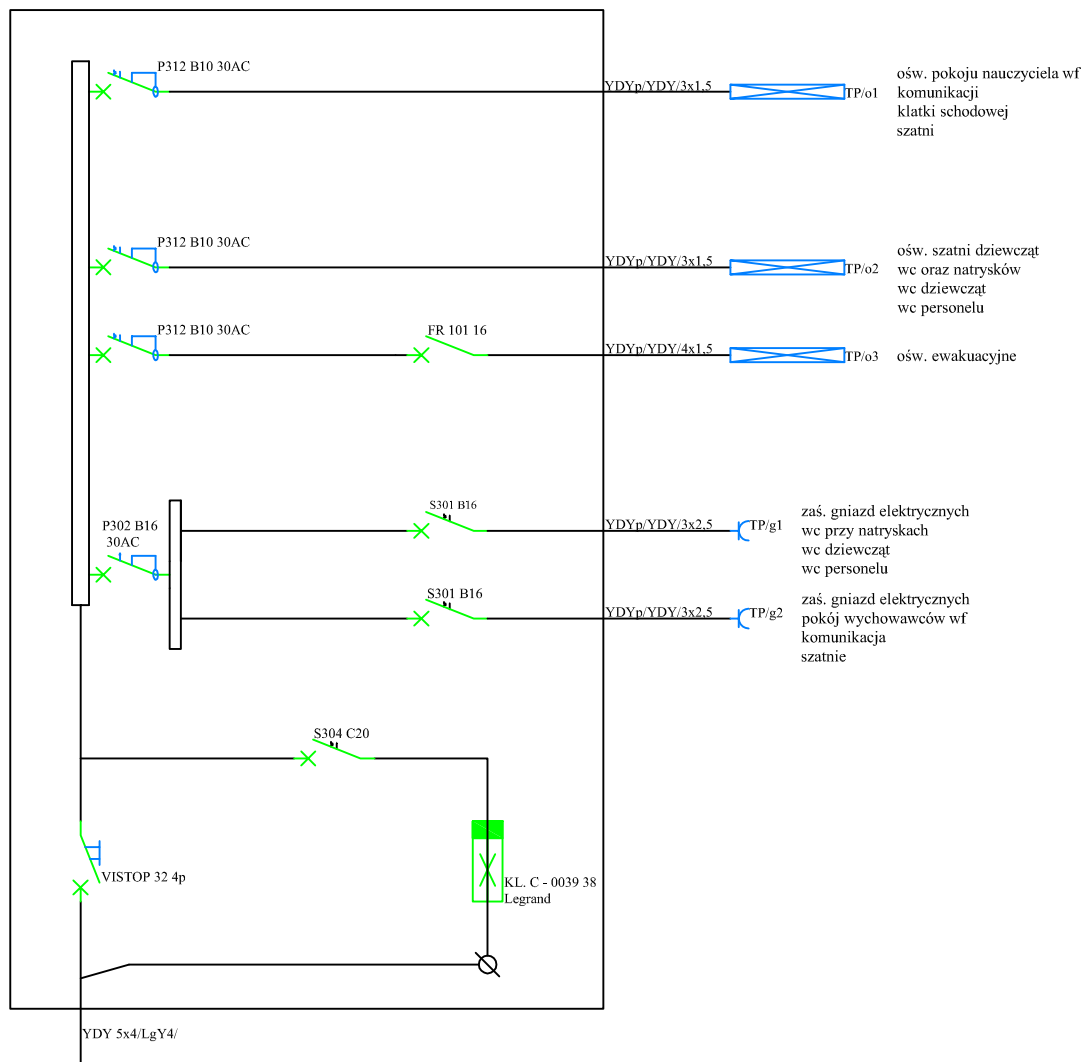 P312 B10 30AC
YDYp/YDY/3x1,5
TP/o1
ośw. pokoju nauczyciela wf
komunikacji
klatki schodowej
szatni
P312 B10 30AC
YDYp/YDY/3x1,5
TP/o2
ośw. szatni dziewcząt
wc oraz natrysków
wc dziewcząt
wc personelu
P312 B10 30AC
FR 101 16
YDYp/YDY/4x1,5
TP/o3
ośw. ewakuacyjne
P302 B16
30AC
S301 B16
YDYp/YDY/3x2,5
TP/g1
zaś. gniazd elektrycznych
wc przy natryskach
wc dziewcząt
wc personelu
S301 B16
YDYp/YDY/3x2,5
TP/g2
zaś. gniazd elektrycznych
pokój wychowawców wf
komunikacja
szatnie
S304 C20
VISTOP 32 4p
KL. C - 0039 38
Legrand
YDY 5x4/LgY4/